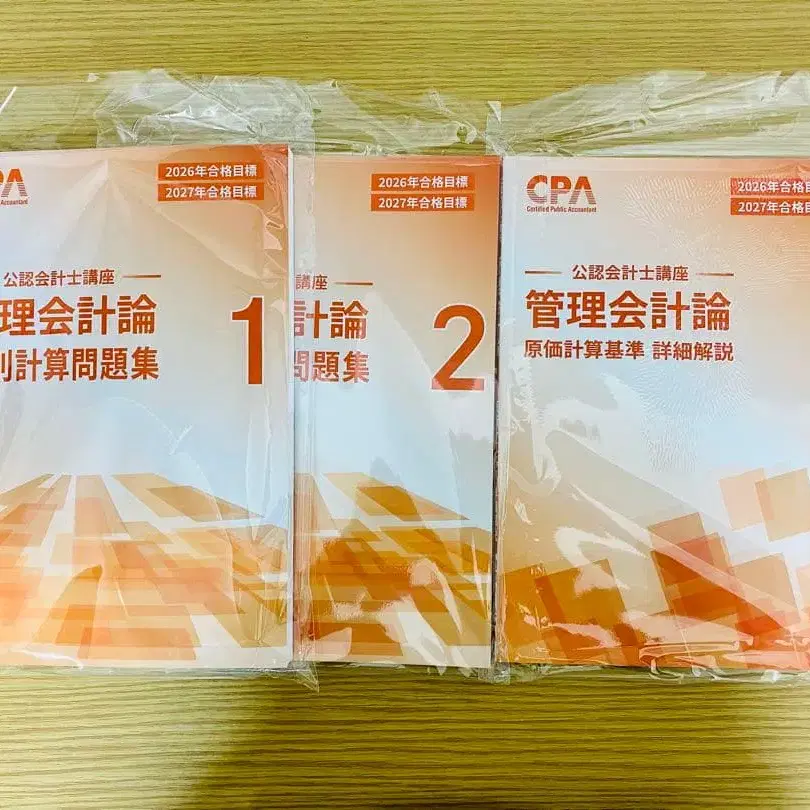 PA
Accountant
2026年合格目標
2027年合格目標
公認会計士講座
理会計論
別計算問題集
1
2026年合格目標
2027年合格目標
講座
計論
問題集
2
CPA
Certified Public Accountant
2026年合格目
2027年合格目
公認会計士講座
管理会計論
原価計算基準 詳細解説